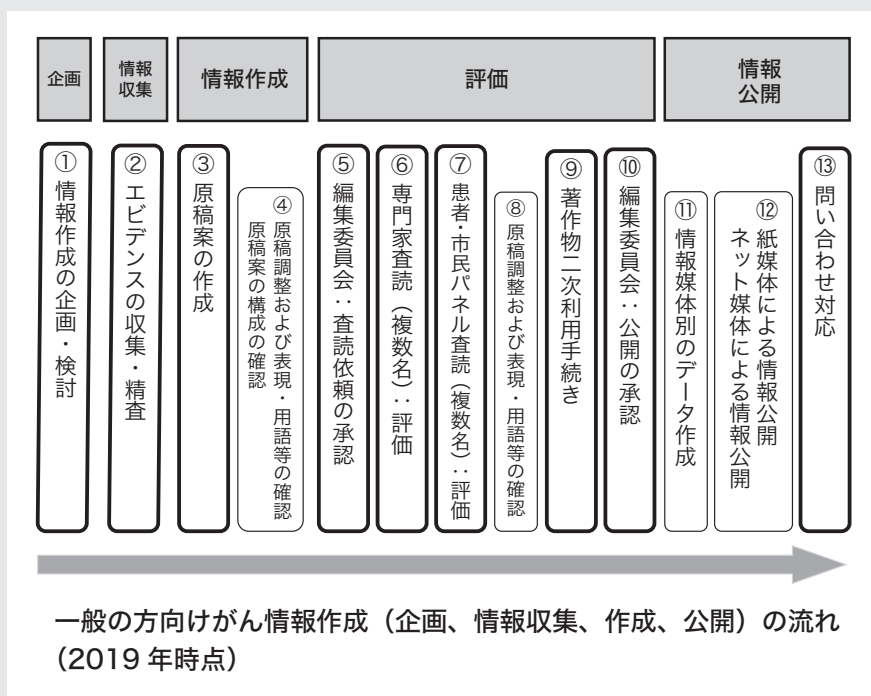 企画
情報
収集
情報作成
評価
情報
公開
① 情報作成の企画・検討
② エビデンスの収集・精査
③ 原稿案の作成
④ 原稿調整および表現・用語等の確認
原稿案の構成の確認
⑤ 編集委員会:査読依頼の承認
⑥ 専門家査読(複数名):評価
⑦ 患者・市民パネル査読(複数名):評価
⑧ 原稿調整および表現・用語等の確認
⑨ 著作物二次利用手続き
⑩ 編集委員会:公開の承認
⑪ 情報媒体別のデータ作成
⑫ 紙媒体による情報公開
ネット媒体による情報公開
⑬ 問い合わせ対応
一般の方向けがん情報作成(企画、情報収集、作成、公開)の流れ
(2019 年時点)